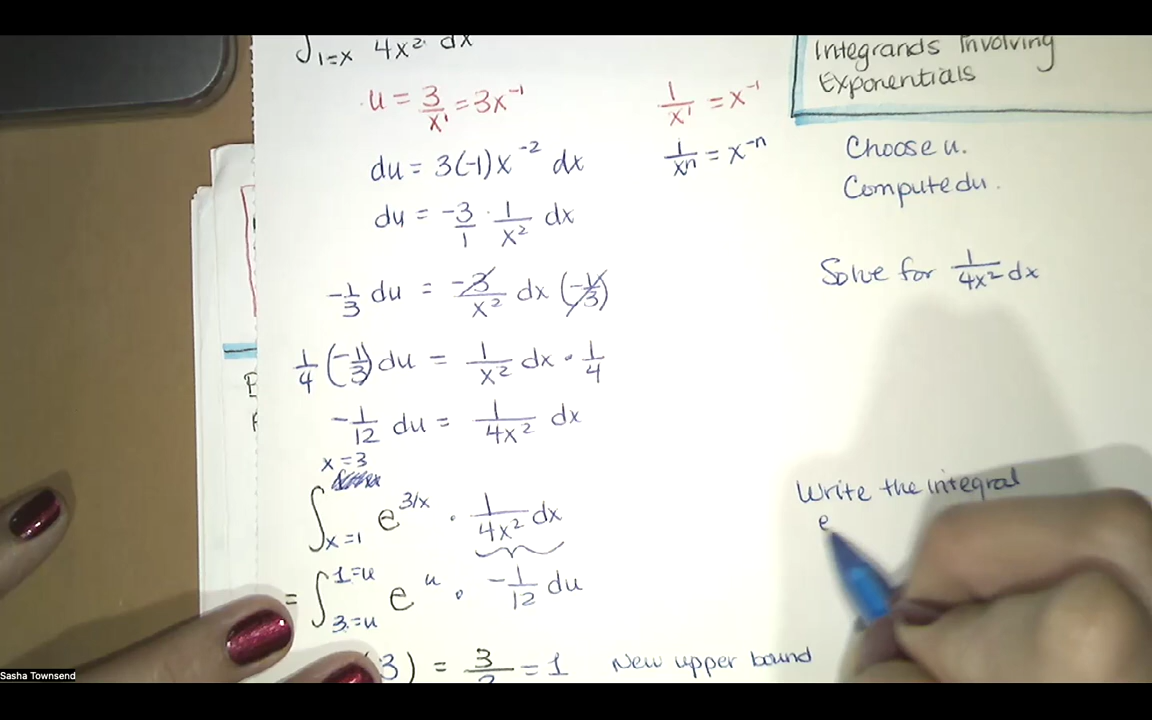 ∫1=x 4x² dx
Integrands Involving
Exponentials
u = 3/x¹ = 3x⁻¹
1/x¹ = x⁻¹
du = 3(-1)x⁻² dx
1/xⁿ = x⁻ⁿ
Choose u.
Compute du.
du = -3/1 · 1/x² dx
Solve for 1/4x² dx
-1/3 du = -3/x² dx (-1/3)
1/4 (-1/3) du = 1/x² dx · 1/4
-1/12 du = 1/4x² dx
x=3
∫x=1 e^3/x · 1/4x² dx
Write the integral
e
= ∫3=u 1=u e^u · -1/12 du
(3) = 3/ = 1 New upper bound
Sasha Townsend